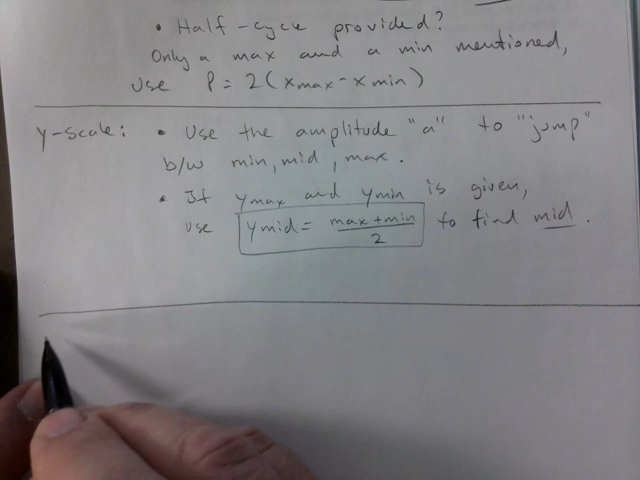 • Half-cycle provided?
Only a max and a min mentioned,
use P = 2(xmax - xmin)
y-scale: • Use the amplitude "a" to "jump"
b/w min, mid, max.
• If ymax and ymin is given,
use ymid = max+min/2 to find mid.